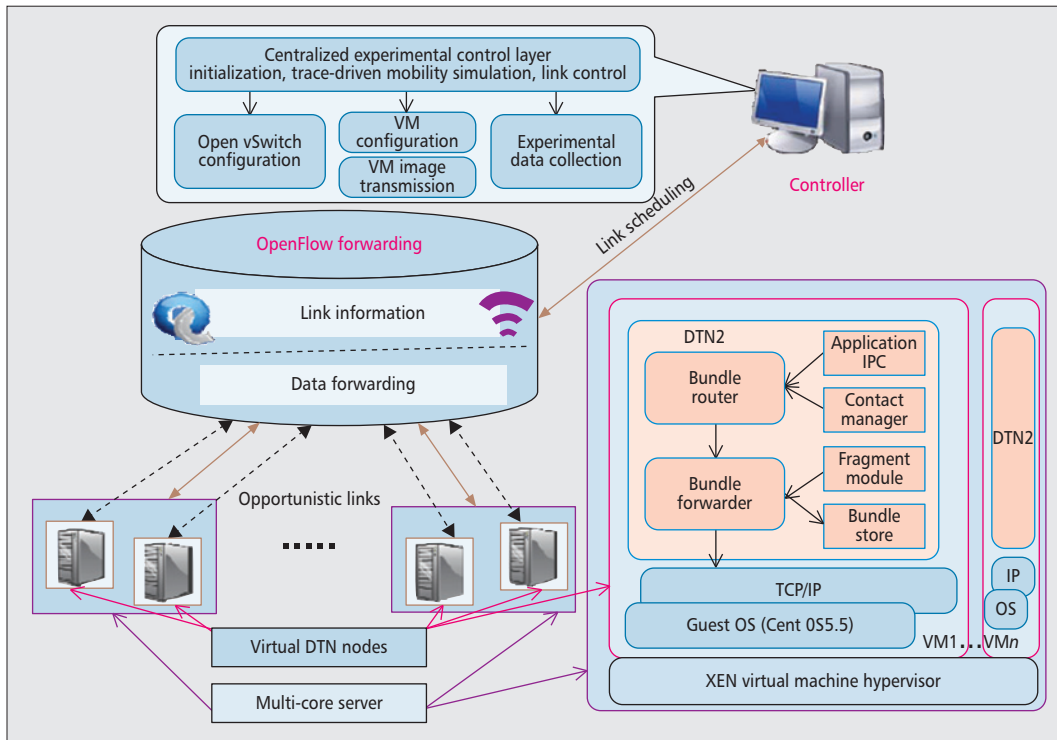 Centralized experimental control layer
initialization, trace-driven mobility simulation, link control
Open vSwitch
configuration
VM
configuration
VM image
transmission
Experimental
data collection
Controller
Link scheduling
OpenFlow forwarding
Link information
Data forwarding
Opportunistic links
Virtual DTN nodes
Multi-core server
DTN2
Bundle
router
Application
IPC
Contact
manager
Bundle
forwarder
Fragment
module
Bundle
store
TCP/IP
Guest OS (Cent 0S5.5)
DTN2
IP
OS
VM1...VMn
XEN virtual machine hypervisor